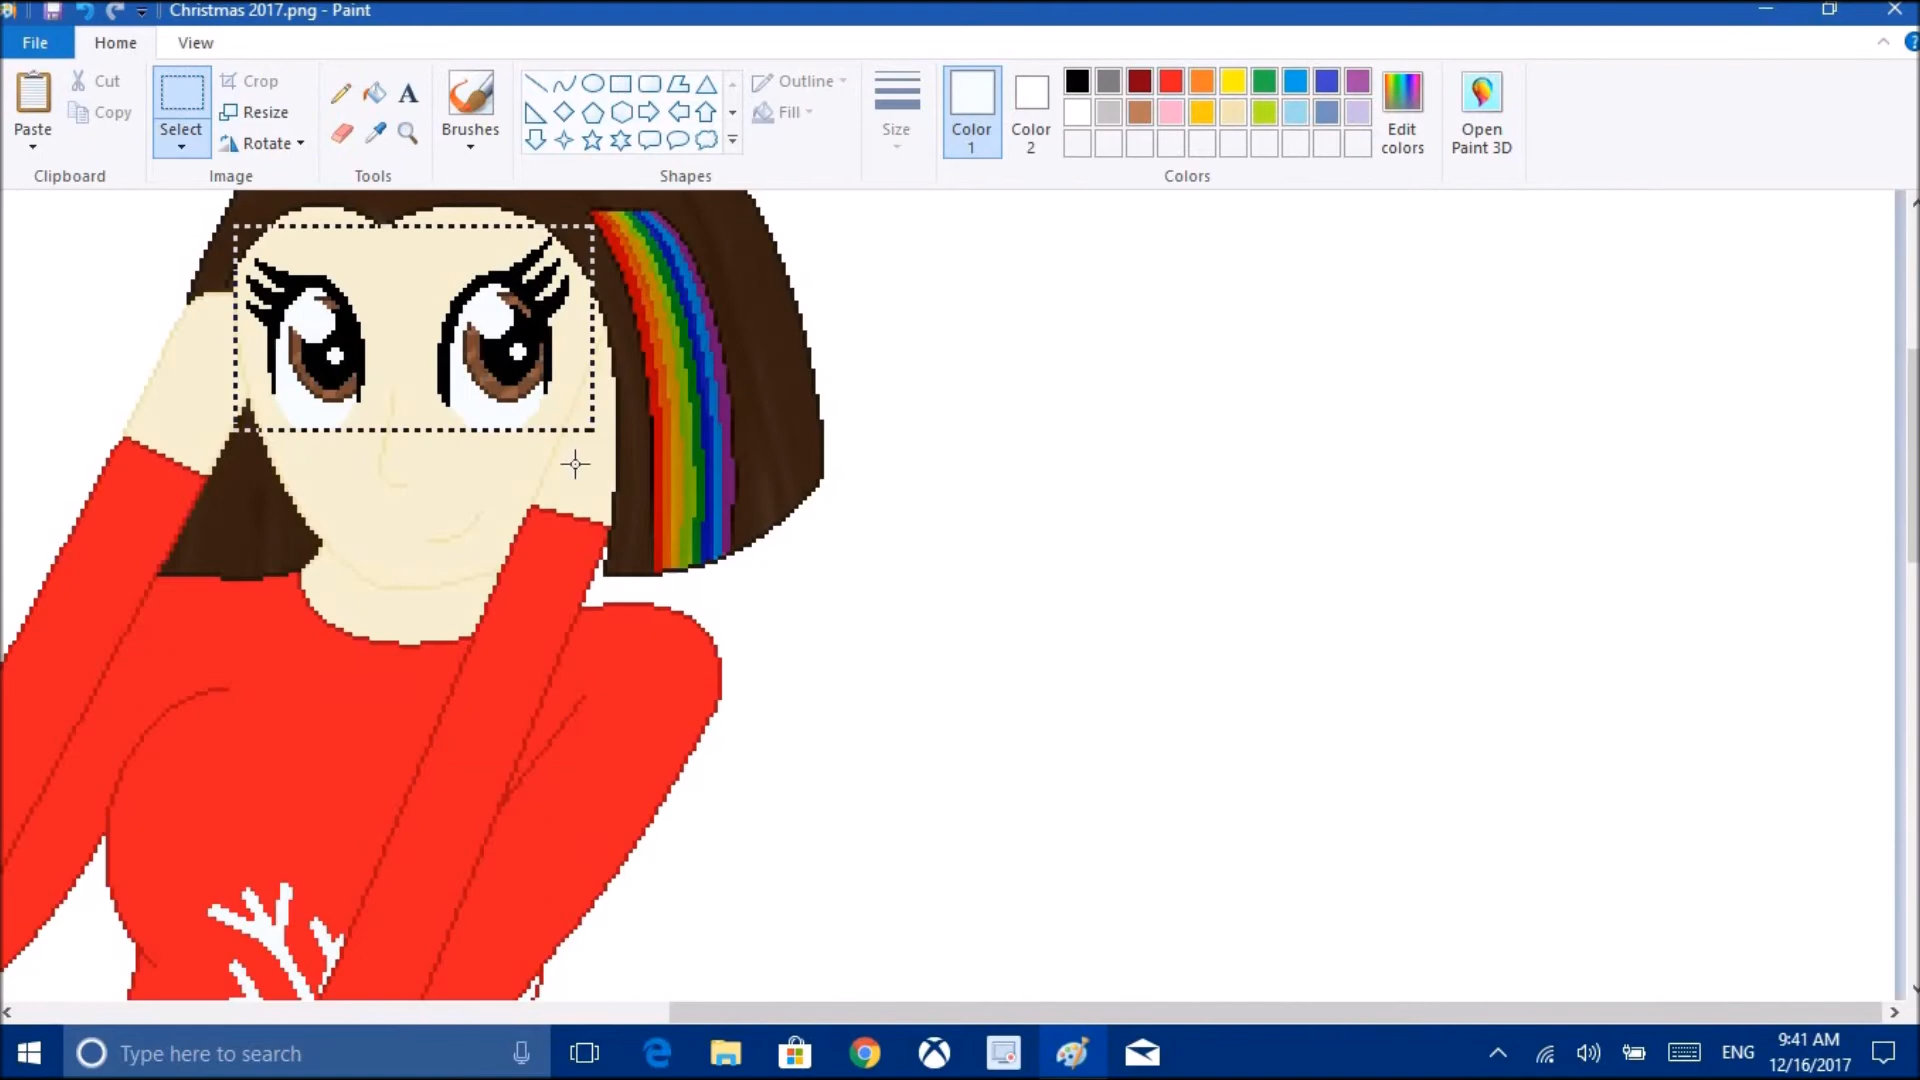 Christmas 2017.png - Paint
File Home View
Paste
Cut
Copy
Clipboard
Select
Crop
Resize
Rotate
Image
A
Tools
Brushes
Outline
Fill
Shapes
Size
Color 1
Color 2
Edit colors
Colors
Open Paint 3D
Type here to search
ENG
9:41 AM
12/16/2017